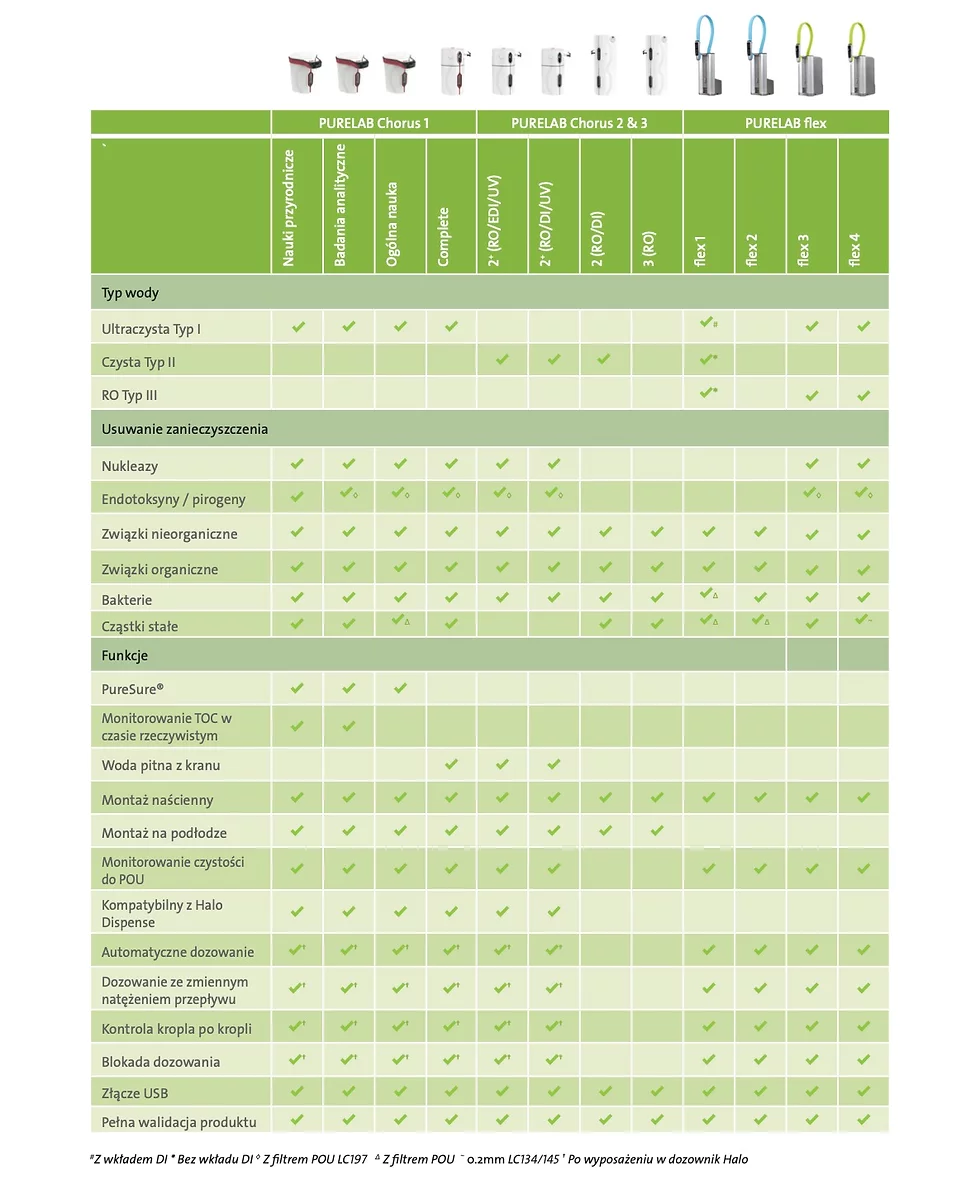 PURELAB Chorus 1 PURELAB Chorus 2 & 3 PURELAB flex
`
Nauki przyrodnicze
Badania analityczne
Ogólna nauka
Complete
2⁺ (RO/EDI/UV)
2⁺ (RO/DI/UV)
2 (RO/DI)
3 (RO)
flex 1
flex 2
flex 3
flex 4
Typ wody
Ultraczysta Typ I ✓ ✓ ✓ ✓ ✓# ✓ ✓
Czysta Typ II ✓ ✓ ✓ ✓*
RO Typ III ✓* ✓ ✓
Usuwanie zanieczyszczenia
Nukleazy ✓ ✓ ✓ ✓ ✓ ✓ ✓ ✓
Endotoksyny / pirogeny ✓ ✓◊ ✓◊ ✓◊ ✓◊ ✓◊ ✓◊ ✓◊
Związki nieorganiczne ✓ ✓ ✓ ✓ ✓ ✓ ✓ ✓ ✓ ✓ ✓ ✓
Związki organiczne ✓ ✓ ✓ ✓ ✓ ✓ ✓ ✓ ✓ ✓ ✓ ✓
Bakterie ✓ ✓ ✓ ✓ ✓ ✓ ✓ ✓ ✓∆ ✓ ✓ ✓
Cząstki stałe ✓ ✓ ✓∆ ✓ ✓ ✓ ✓∆ ✓∆ ✓ ✓~
Funkcje
PureSure® ✓ ✓ ✓
Monitorowanie TOC w
czasie rzeczywistym ✓ ✓
Woda pitna z kranu ✓ ✓ ✓
Montaż naścienny ✓ ✓ ✓ ✓ ✓ ✓ ✓ ✓ ✓ ✓ ✓ ✓
Montaż na podłodze ✓ ✓ ✓ ✓ ✓ ✓ ✓ ✓
Monitorowanie czystości
do POU ✓ ✓ ✓ ✓ ✓ ✓ ✓ ✓ ✓ ✓
Kompatybilny z Halo
Dispense ✓ ✓ ✓ ✓ ✓ ✓
Automatyczne dozowanie ✓† ✓† ✓† ✓† ✓† ✓† ✓ ✓ ✓ ✓
Dozowanie ze zmiennym
natężeniem przepływu ✓† ✓† ✓† ✓† ✓† ✓† ✓ ✓ ✓ ✓
Kontrola kropla po kropli ✓† ✓† ✓† ✓† ✓† ✓† ✓ ✓ ✓ ✓
Blokada dozowania ✓† ✓† ✓† ✓† ✓† ✓† ✓ ✓ ✓ ✓
Złącze USB ✓ ✓ ✓ ✓ ✓ ✓ ✓ ✓ ✓ ✓ ✓ ✓
Pełna walidacja produktu ✓ ✓ ✓ ✓ ✓ ✓ ✓ ✓ ✓ ✓ ✓ ✓
#Z wkładem DI * Bez wkładu DI ◊ Z filtrem POU LC197 ∆ Z filtrem POU ~ 0.2mm LC134/145 † Po wyposażeniu w dozownik Halo